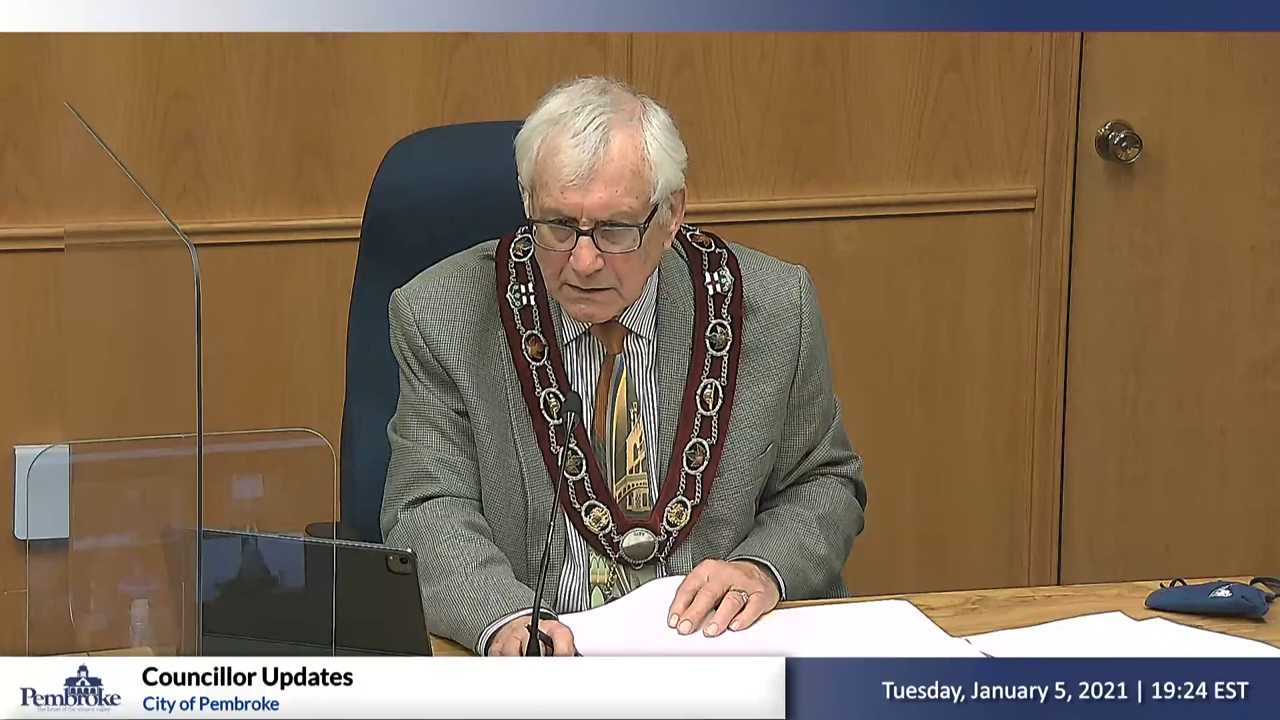 Pembroke
Councillor Updates
City of Pembroke
Tuesday, January 5, 2021 | 19:24 EST